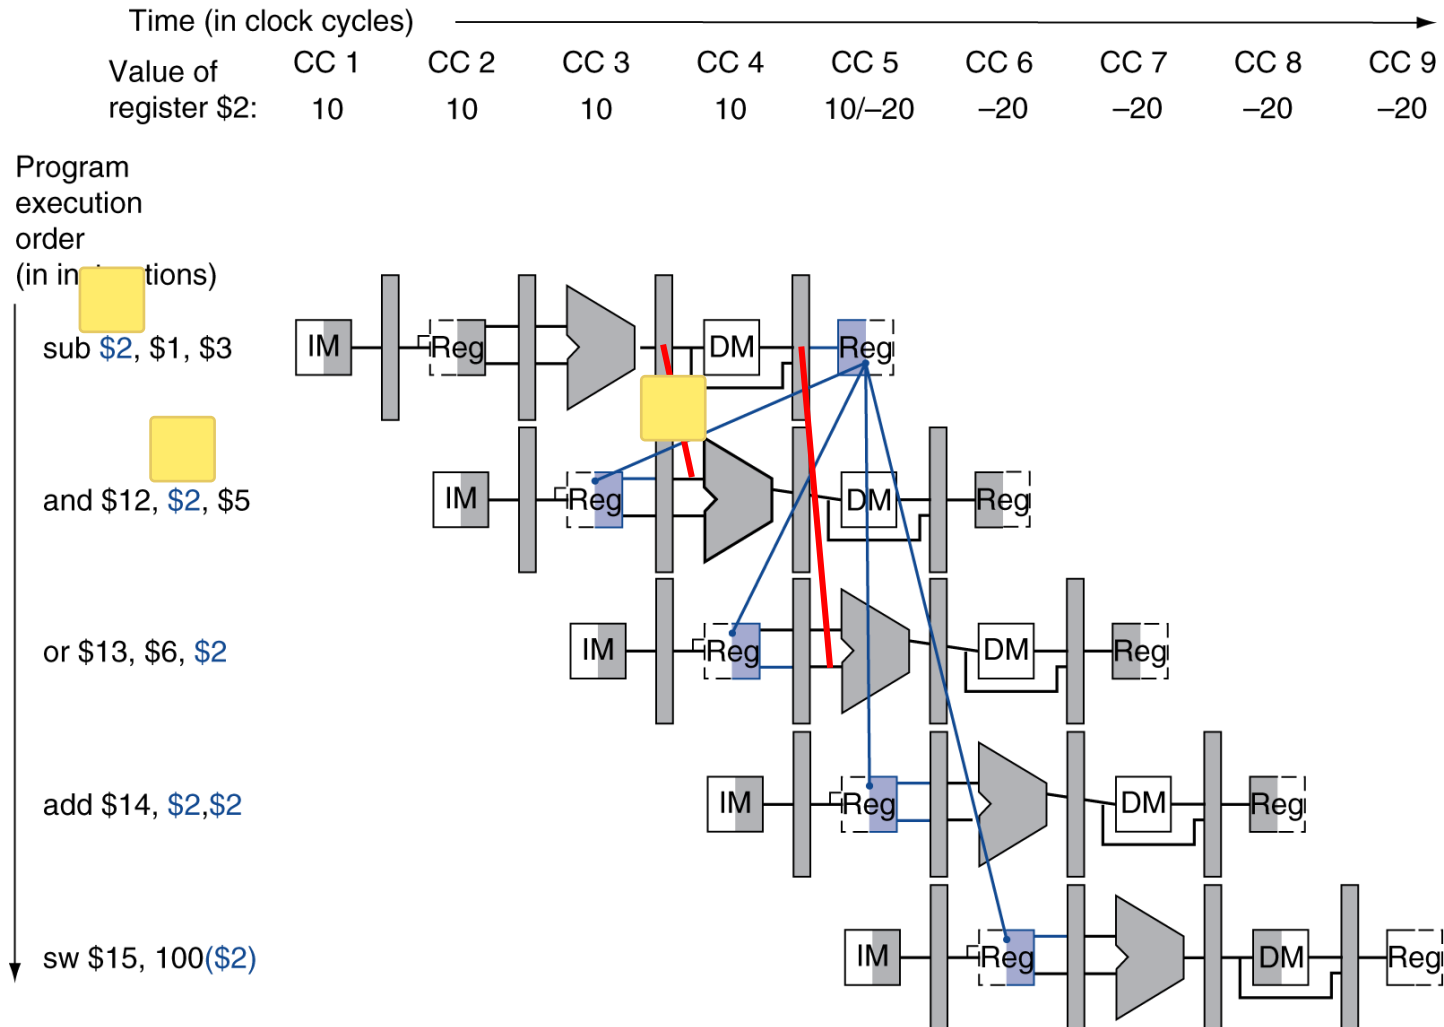 Time (in clock cycles)
CC 1 CC 2 CC 3 CC 4 CC 5 CC 6 CC 7 CC 8 CC 9
Value of
register $2: 10 10 10 10 10/–20 –20 –20 –20 –20
Program
execution
order
(in in tions)
sub $2, $1, $3 IM Reg DM Reg
and $12, $2, $5 IM Reg DM Reg
or $13, $6, $2 IM Reg DM Reg
add $14, $2,$2 IM Reg DM Reg
sw $15, 100($2) IM Reg DM Reg